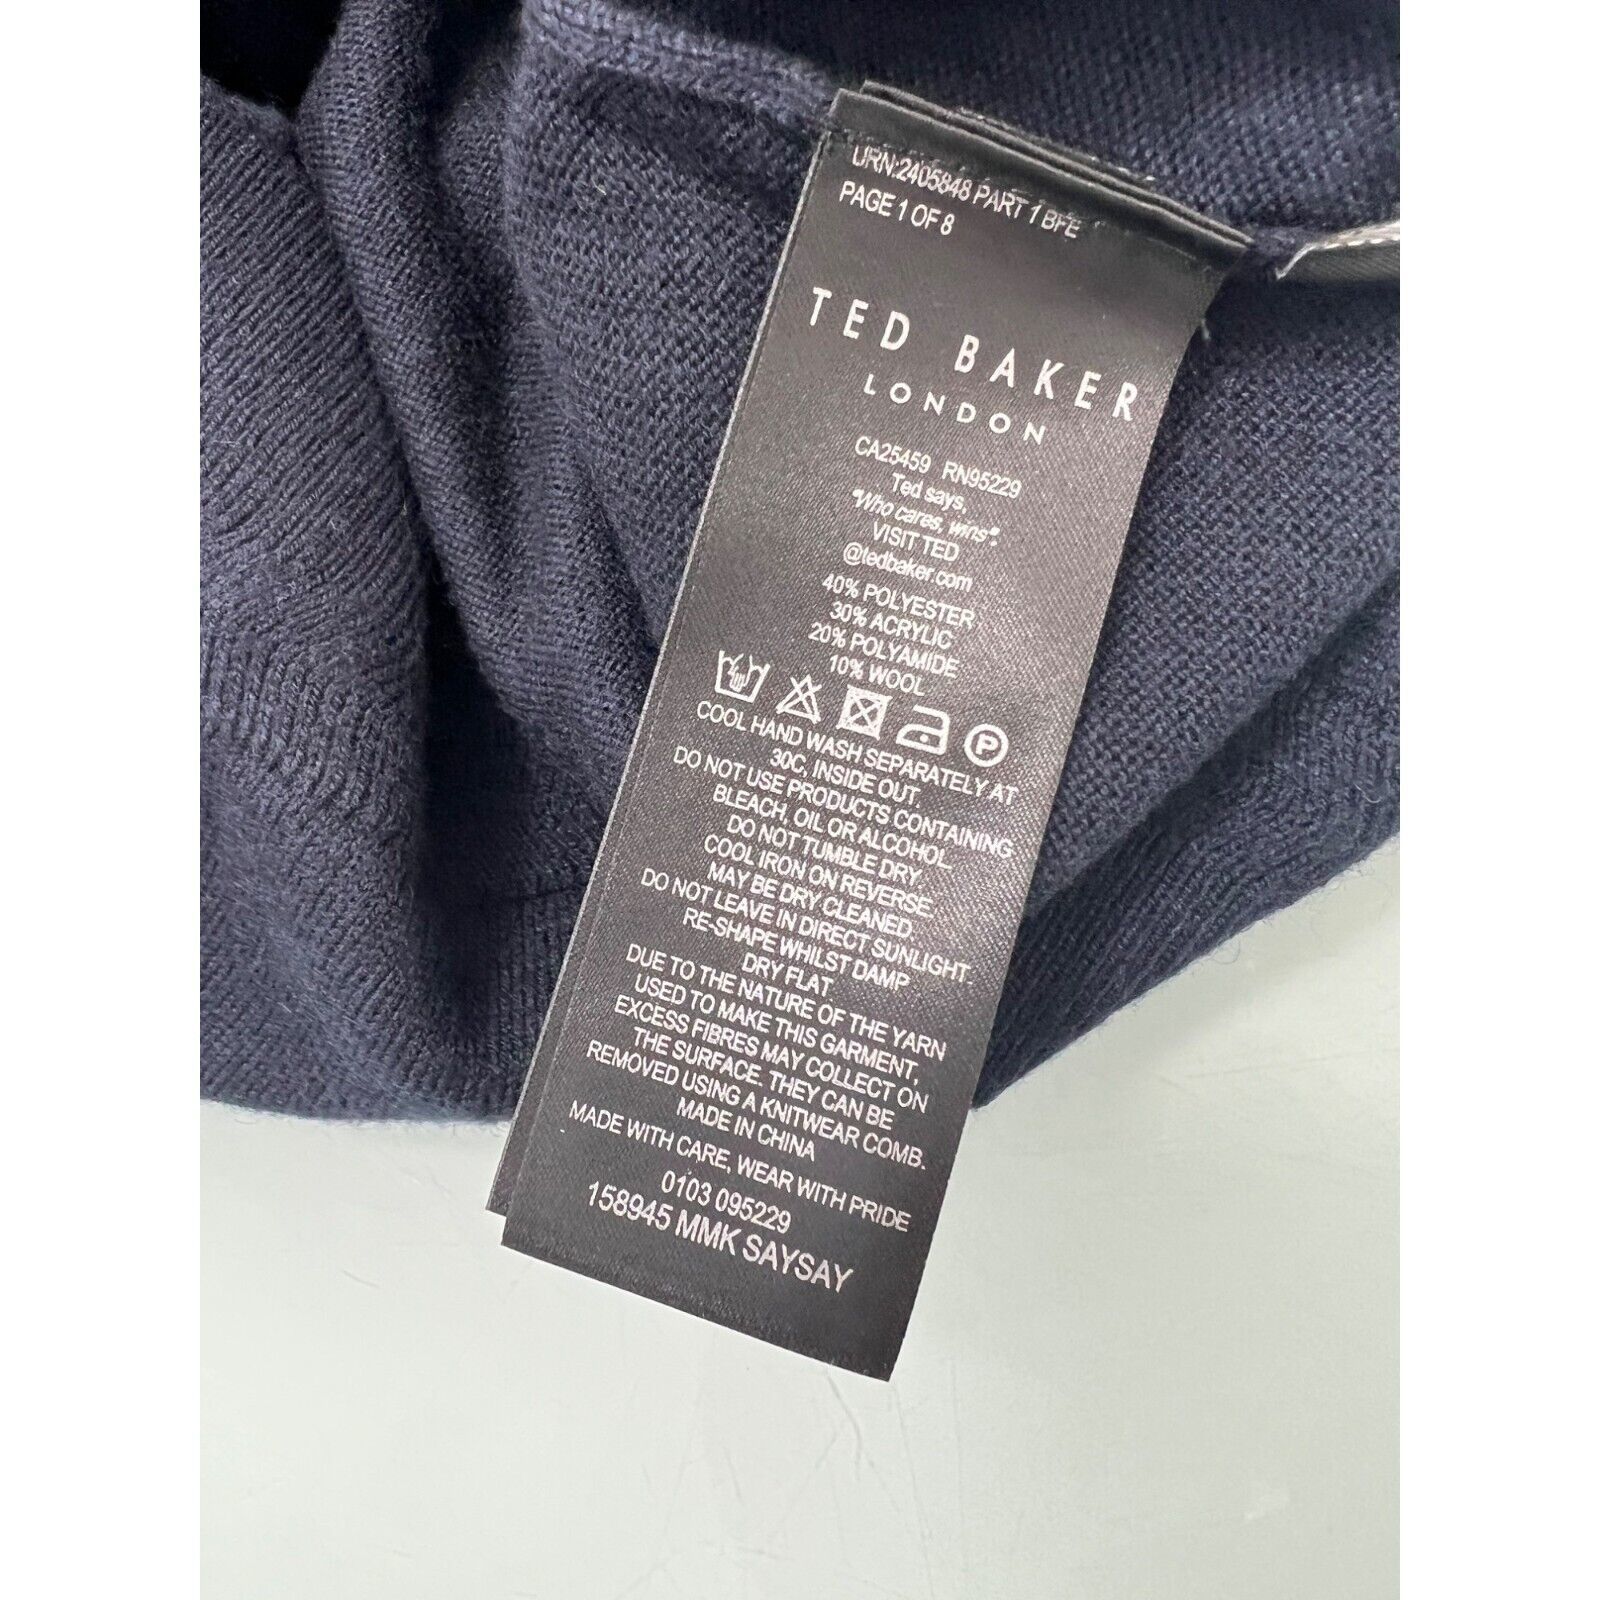 URN:2405848 PART 1 BFE
PAGE 1 OF 8
TED BAKER
LONDON
CA25459 RN95229
Ted says,
"Who cares, wins".
VISIT TED
@tedbaker.com
40% POLYESTER
30% ACRYLIC
20% POLYAMIDE
10% WOOL
P
COOL HAND WASH SEPARATELY AT
30C, INSIDE OUT.
DO NOT USE PRODUCTS CONTAINING
BLEACH, OIL OR ALCOHOL.
DO NOT TUMBLE DRY.
COOL IRON ON REVERSE.
MAY BE DRY CLEANED.
DO NOT LEAVE IN DIRECT SUNLIGHT.
RE-SHAPE WHILST DAMP
DRY FLAT.
DUE TO THE NATURE OF THE YARN
USED TO MAKE THIS GARMENT,
EXCESS FIBRES MAY COLLECT ON
THE SURFACE. THEY CAN BE
REMOVED USING A KNITWEAR COMB.
MADE IN CHINA
MADE WITH CARE, WEAR WITH PRIDE
0103 095229
158945 MMK SAYSAY